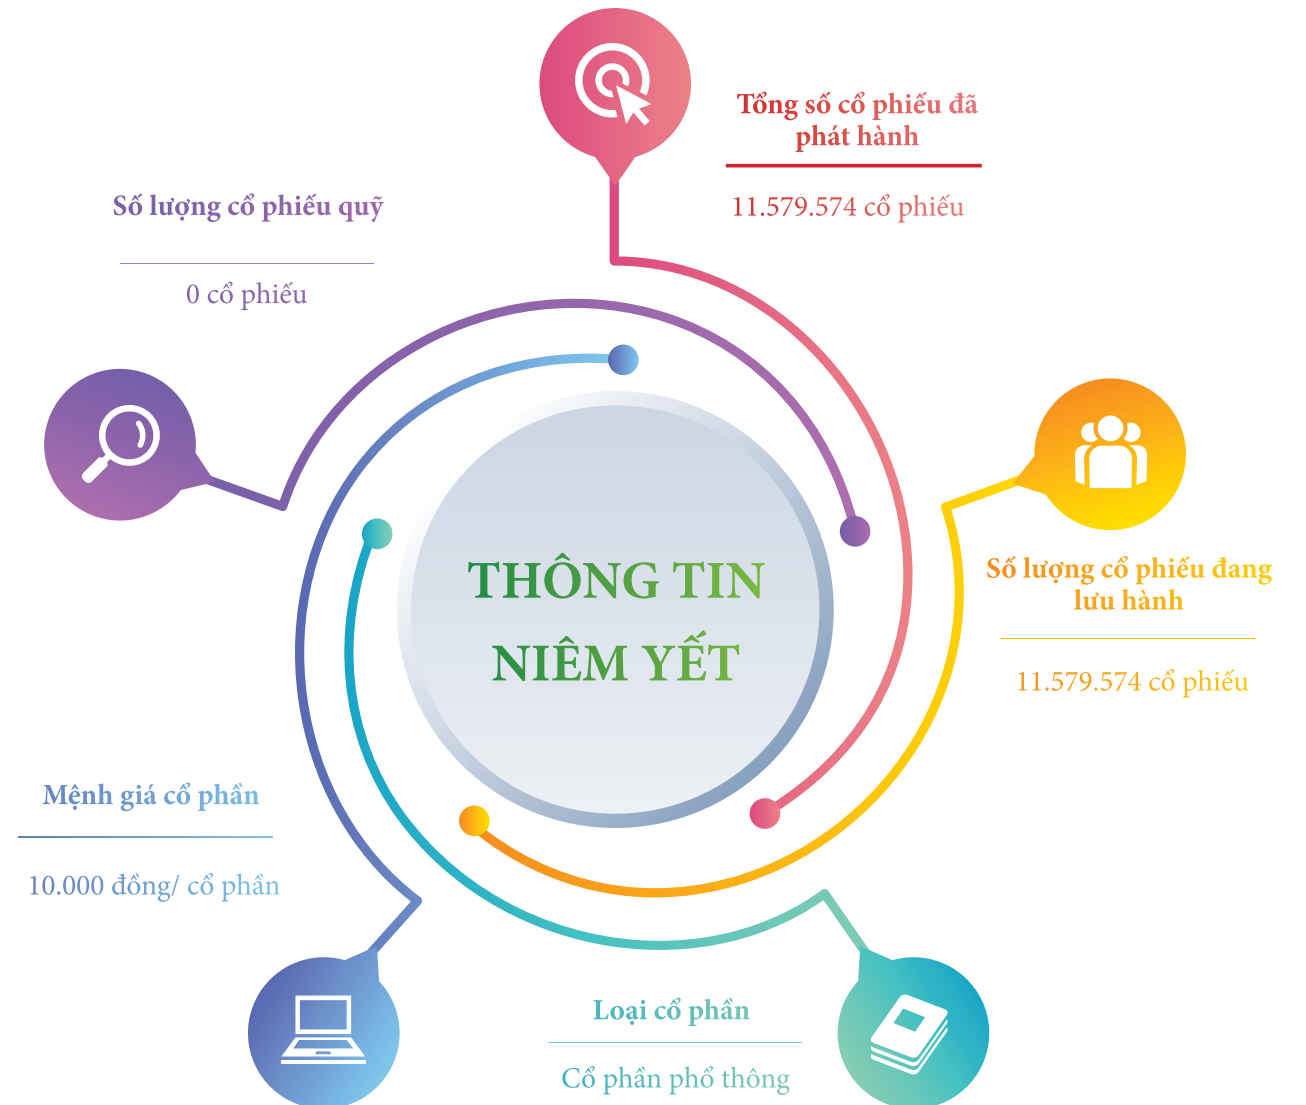 Tổng số cổ phiếu đã
phát hành
11.579.574 cổ phiếu
Số lượng cổ phiếu quỹ
0 cổ phiếu
THÔNG TIN
NIÊM YẾT
Số lượng cổ phiếu đang
lưu hành
11.579.574 cổ phiếu
Mệnh giá cổ phần
10.000 đồng/ cổ phần
Loại cổ phần
Cổ phần phổ thông